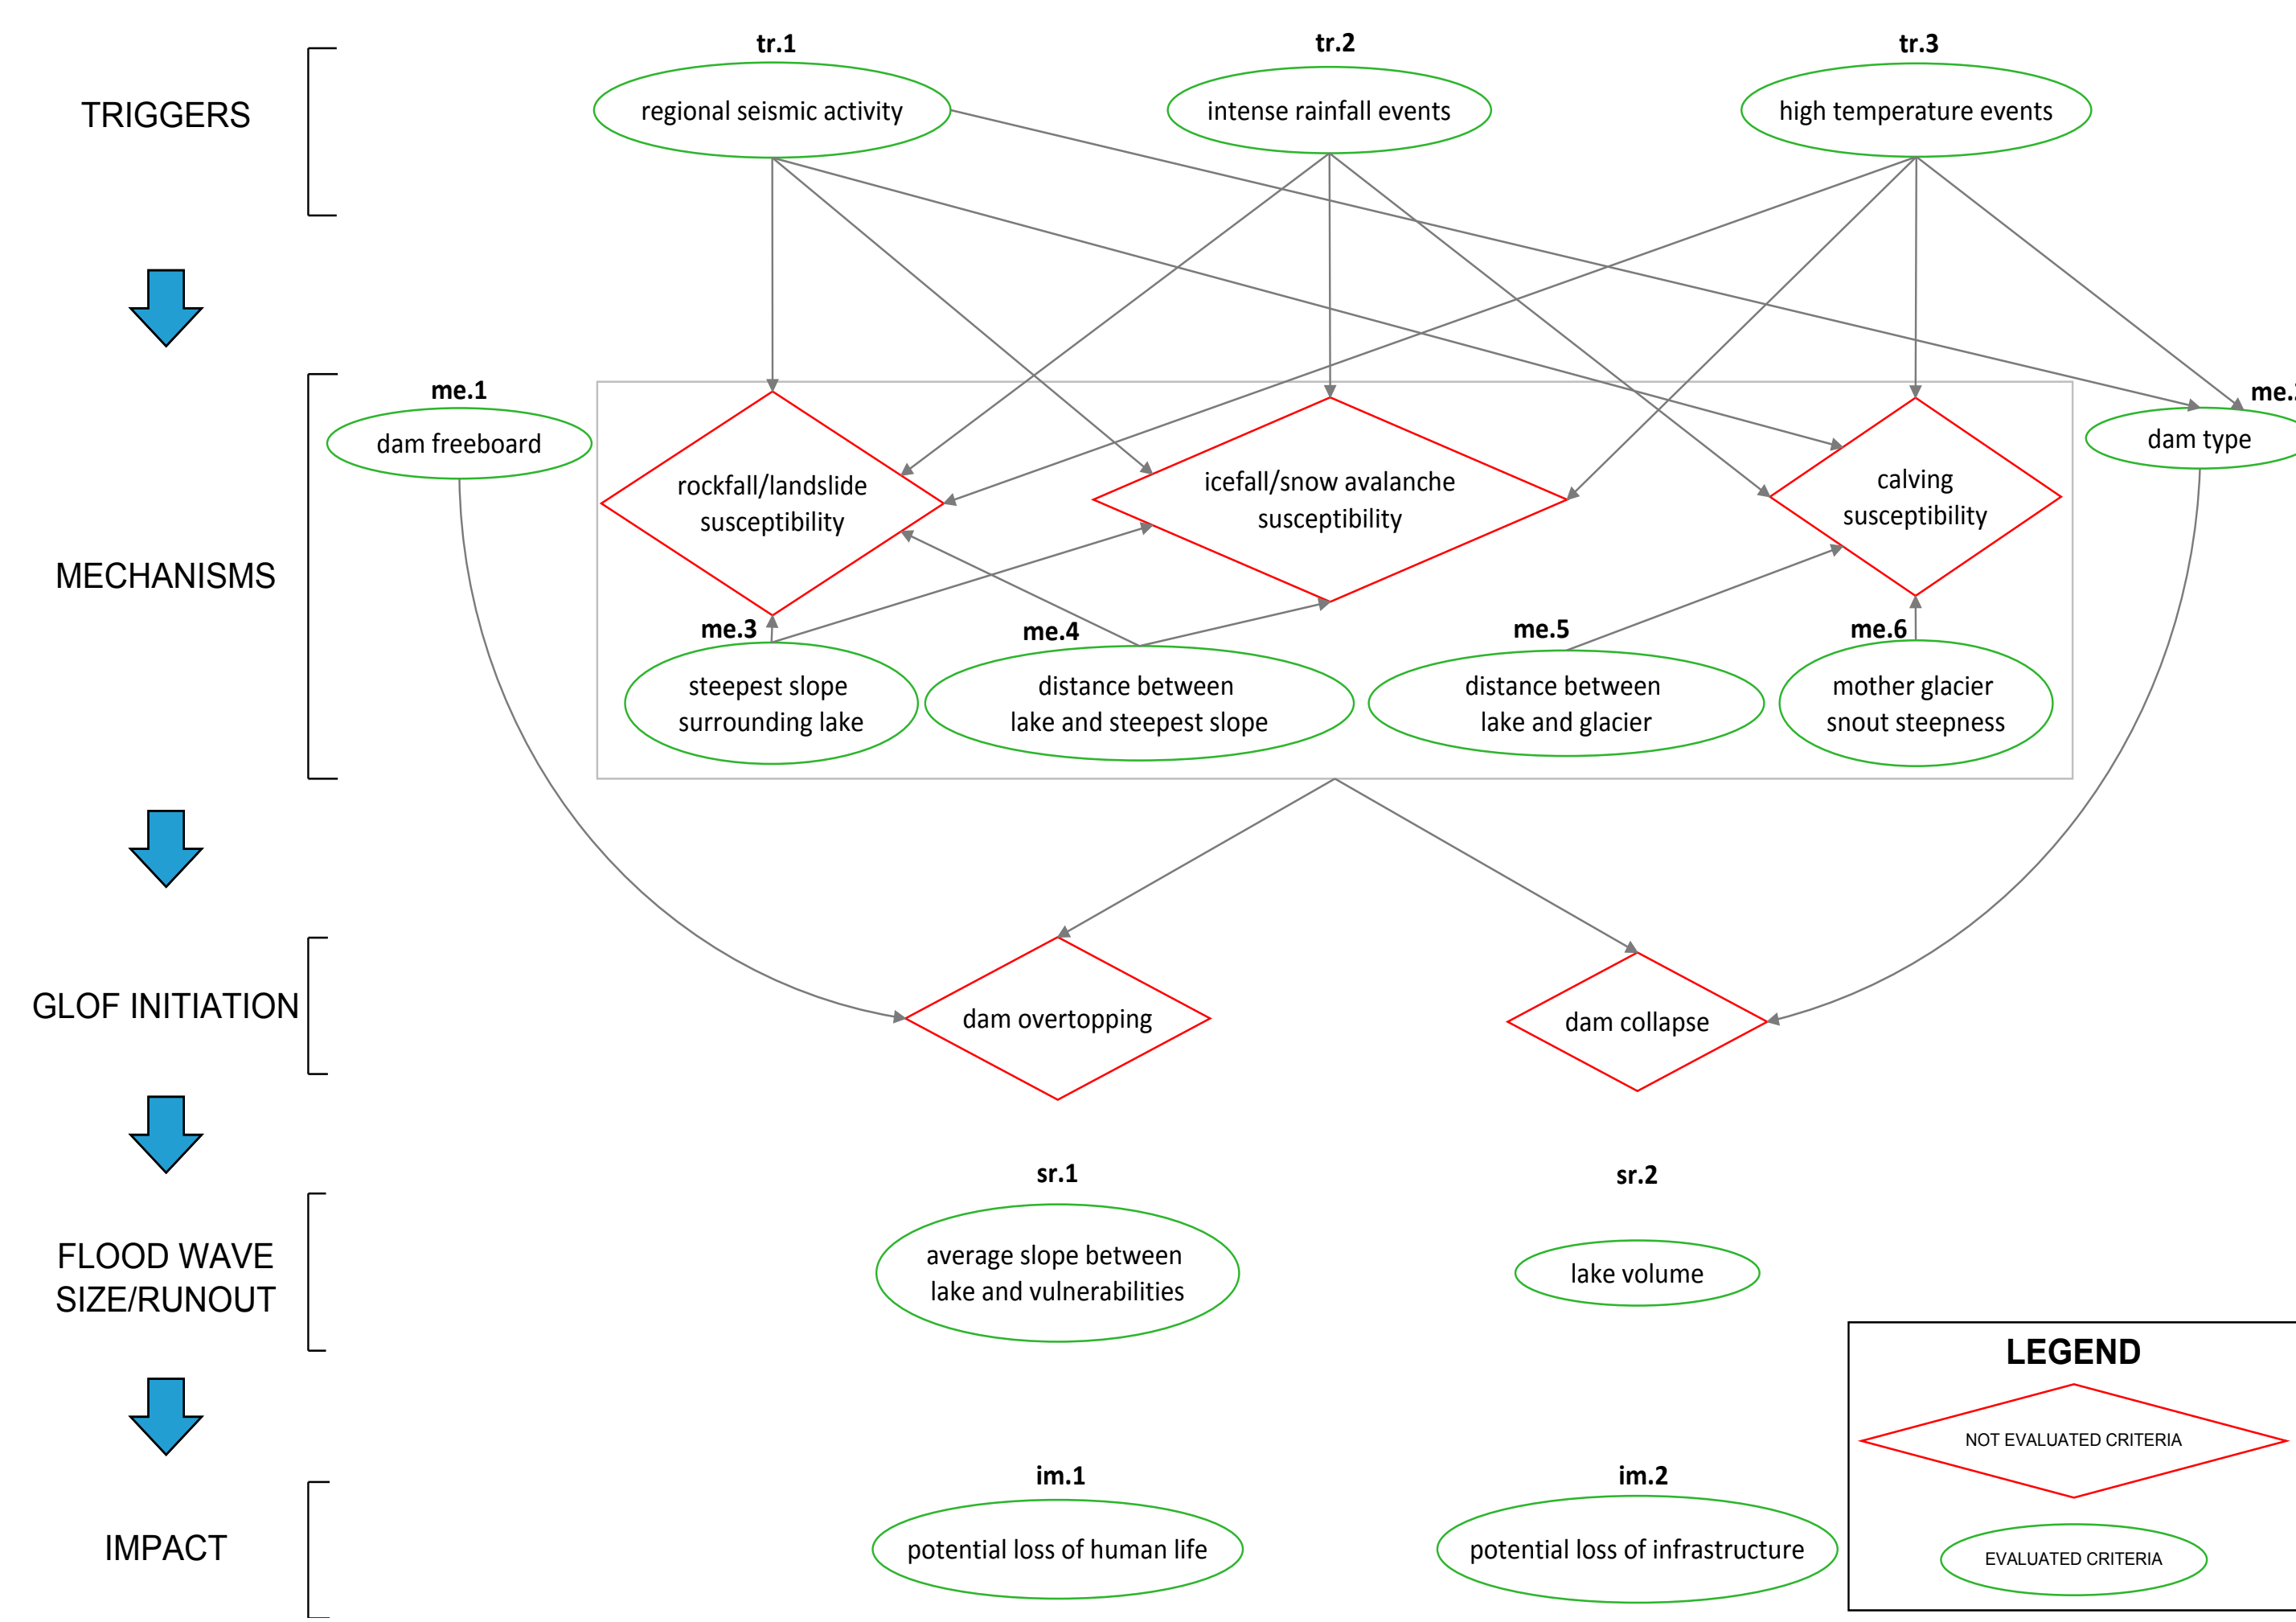 tr.1
tr.2
tr.3
TRIGGERS
regional seismic activity
intense rainfall events
high temperature events
me.1
dam freeboard
dam type
rockfall/landslide
susceptibility
icefall/snow avalanche
susceptibility
calving
susceptibility
MECHANISMS
me.3
me.4
me.5
me.6
steepest slope
surrounding lake
distance between
lake and steepest slope
distance between
lake and glacier
mother glacier
snout steepness
GLOF INITIATION
dam overtopping
dam collapse
sr.1
sr.2
FLOOD WAVE
SIZE/RUNOUT
average slope between
lake and vulnerabilities
lake volume
LEGEND
NOT EVALUATED CRITERIA
EVALUATED CRITERIA
im.1
im.2
IMPACT
potential loss of human life
potential loss of infrastructure